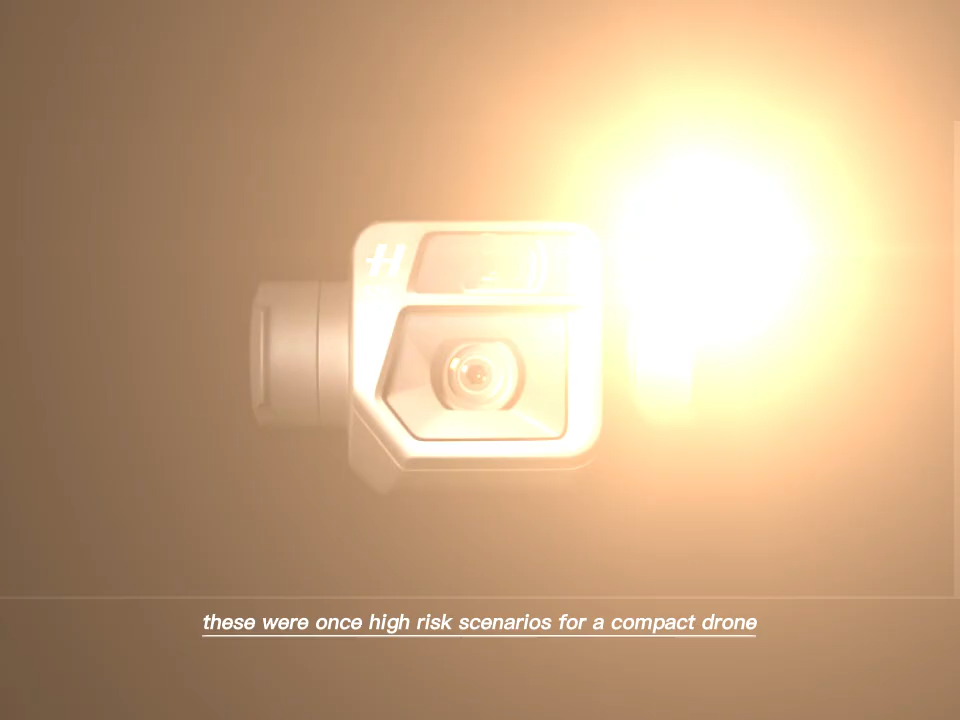 H
these were once high risk scenarios for a compact drone